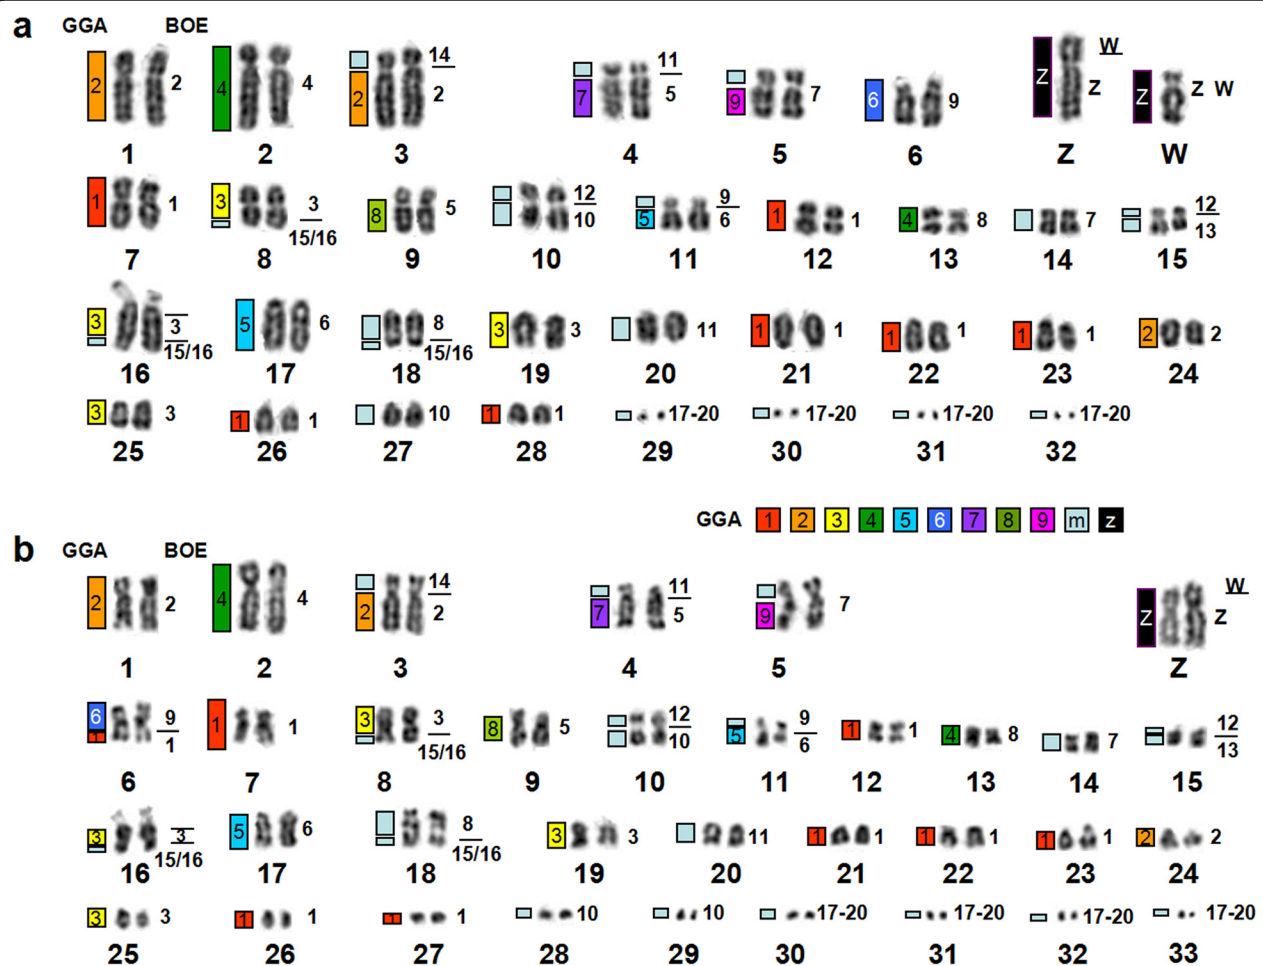 a GGA BOE
2 2 4 4 14 2 2 7 11 5 9 7 6 9 Z W Z Z Z W
1 2 3 4 5 6 Z W
1 1 3 3 15/16 8 5 12 10 5 9 6 1 1 4 8 7 12 13
7 8 9 10 11 12 13 14 15
3 3 15/16 5 6 8 15/16 3 3 11 1 1 1 1 1 1 2 2
16 17 18 19 20 21 22 23 24
3 3 1 1 10 1 1 17-20 17-20 17-20 17-20
25 26 27 28 29 30 31 32
GGA 1 2 3 4 5 6 7 8 9 m z
b GGA BOE
2 2 4 4 14 2 2 7 11 5 9 7 Z W Z
1 2 3 4 5 Z
6 1 9 1 1 1 3 3 15/16 8 5 12 10 5 9 6 1 1 4 8 7 12 13
6 7 8 9 10 11 12 13 14 15
3 3 15/16 5 6 8 15/16 3 3 11 1 1 1 1 1 1 2 2
16 17 18 19 20 21 22 23 24
3 3 1 1 1 1 10 10 17-20 17-20 17-20 17-20
25 26 27 28 29 30 31 32 33